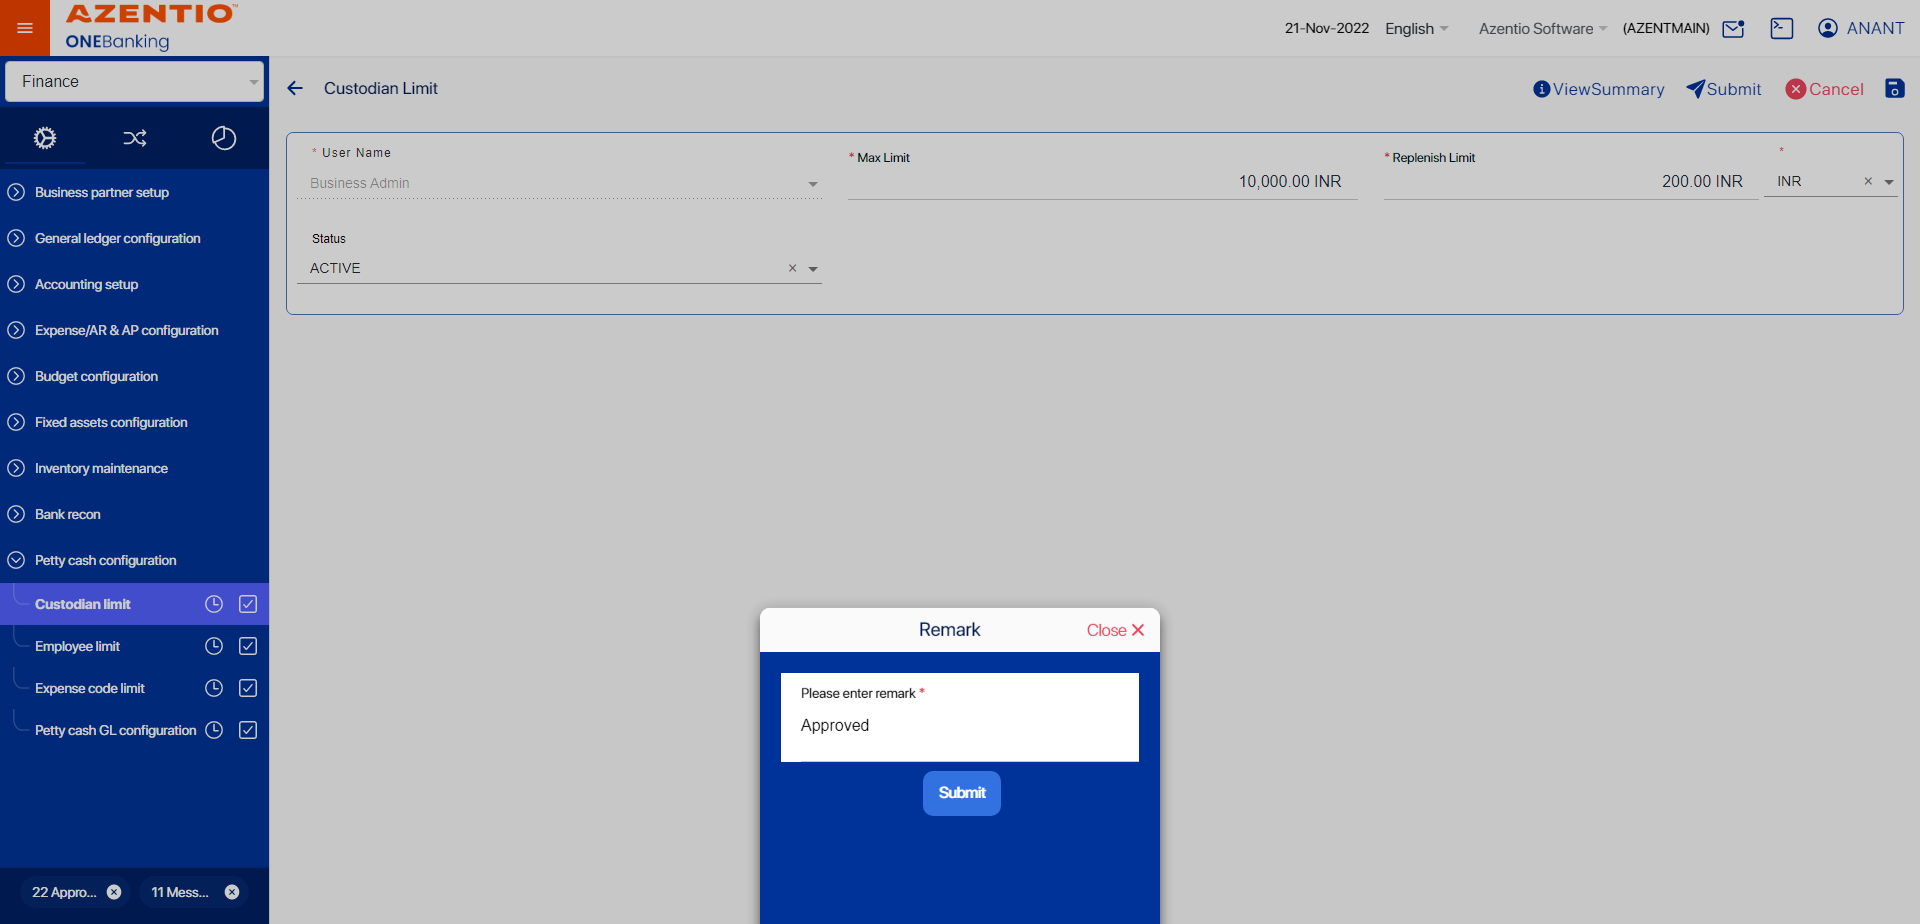 AZENTIO™
ONEBanking
21-Nov-2022 English Azentio Software (AZENTMAIN) ANANT
Finance
Custodian Limit
ViewSummary Submit Cancel
* User Name
Business Admin
* Max Limit
10,000.00 INR
* Replenish Limit
200.00 INR
*
INR
Status
ACTIVE
Business partner setup
General ledger configuration
Accounting setup
Expense/AR & AP configuration
Budget configuration
Fixed assets configuration
Inventory maintenance
Bank recon
Petty cash configuration
Custodian limit
Employee limit
Expense code limit
Petty cash GL configuration
22 Appro...
11 Mess...
Remark
Close
Please enter remark *
Approved
Submit